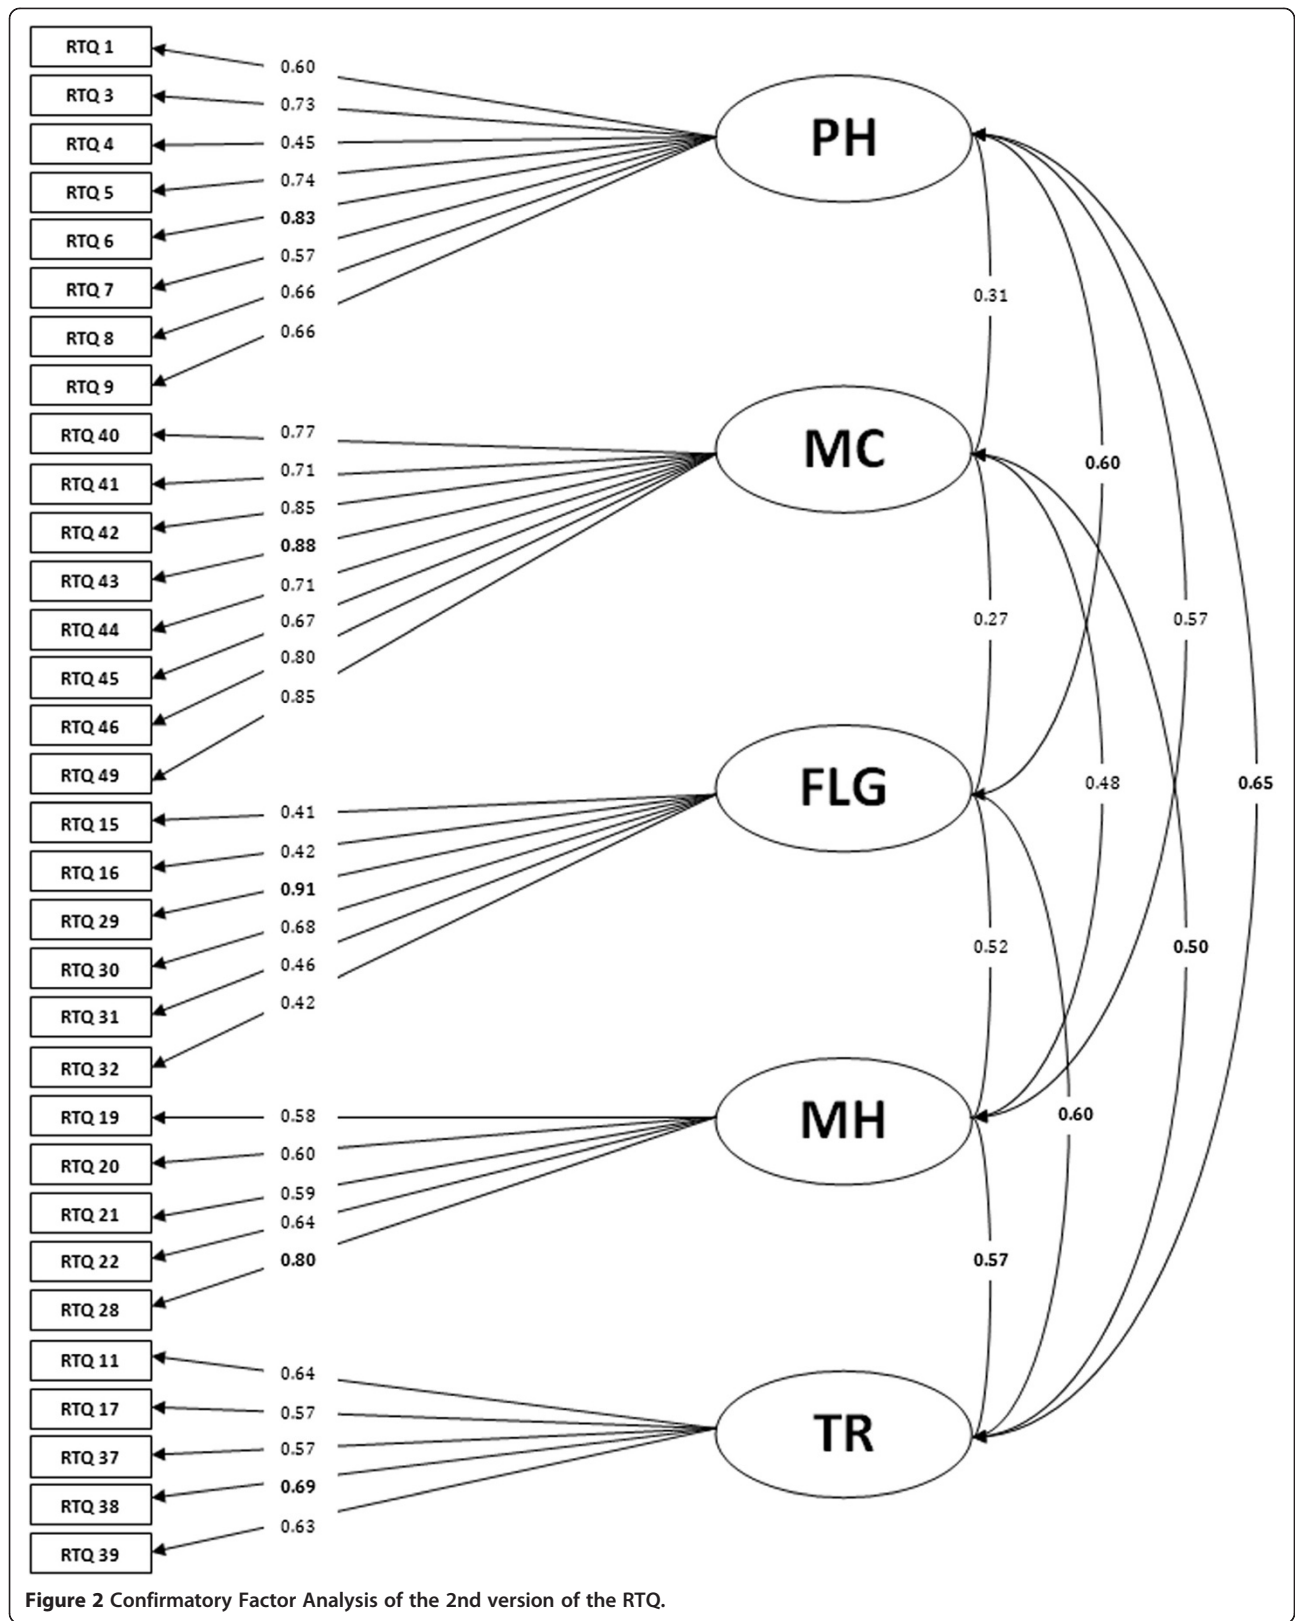 RTQ 1
RTQ 3
RTQ 4
RTQ 5
RTQ 6
RTQ 7
RTQ 8
RTQ 9
0.60
0.73
0.45
0.74
0.83
0.57
0.66
0.66
PH
RTQ 40
RTQ 41
RTQ 42
RTQ 43
RTQ 44
RTQ 45
RTQ 46
RTQ 49
0.77
0.71
0.85
0.88
0.71
0.67
0.80
0.85
MC
RTQ 15
RTQ 16
RTQ 29
RTQ 30
RTQ 31
RTQ 32
0.41
0.42
0.91
0.68
0.46
0.42
FLG
RTQ 19
RTQ 20
RTQ 21
RTQ 22
RTQ 28
0.58
0.60
0.59
0.64
0.80
MH
RTQ 11
RTQ 17
RTQ 37
RTQ 38
RTQ 39
0.64
0.57
0.57
0.69
0.63
TR
0.31
0.60
0.27
0.57
0.48
0.65
0.52
0.50
0.60
0.57
Figure 2 Confirmatory Factor Analysis of the 2nd version of the RTQ.